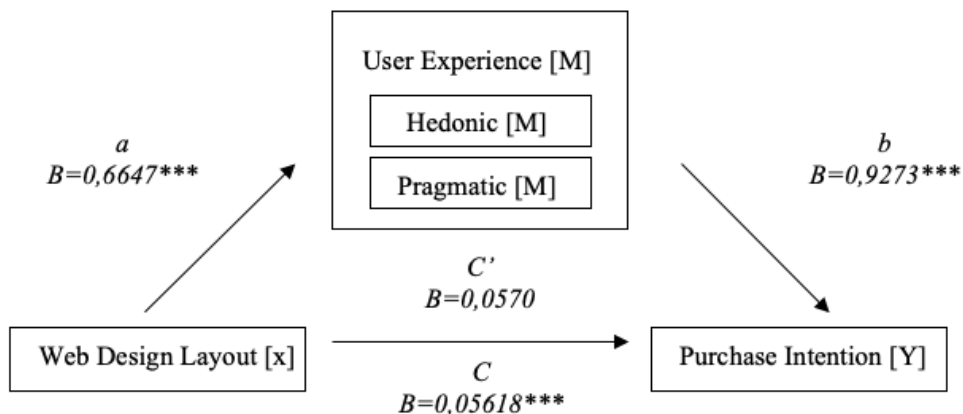 User Experience [M]
Hedonic [M]
Pragmatic [M]
a
B=0,6647***
b
B=0,9273***
C’
B=0,0570
Web Design Layout [x]
Purchase Intention [Y]
C
B=0,05618***